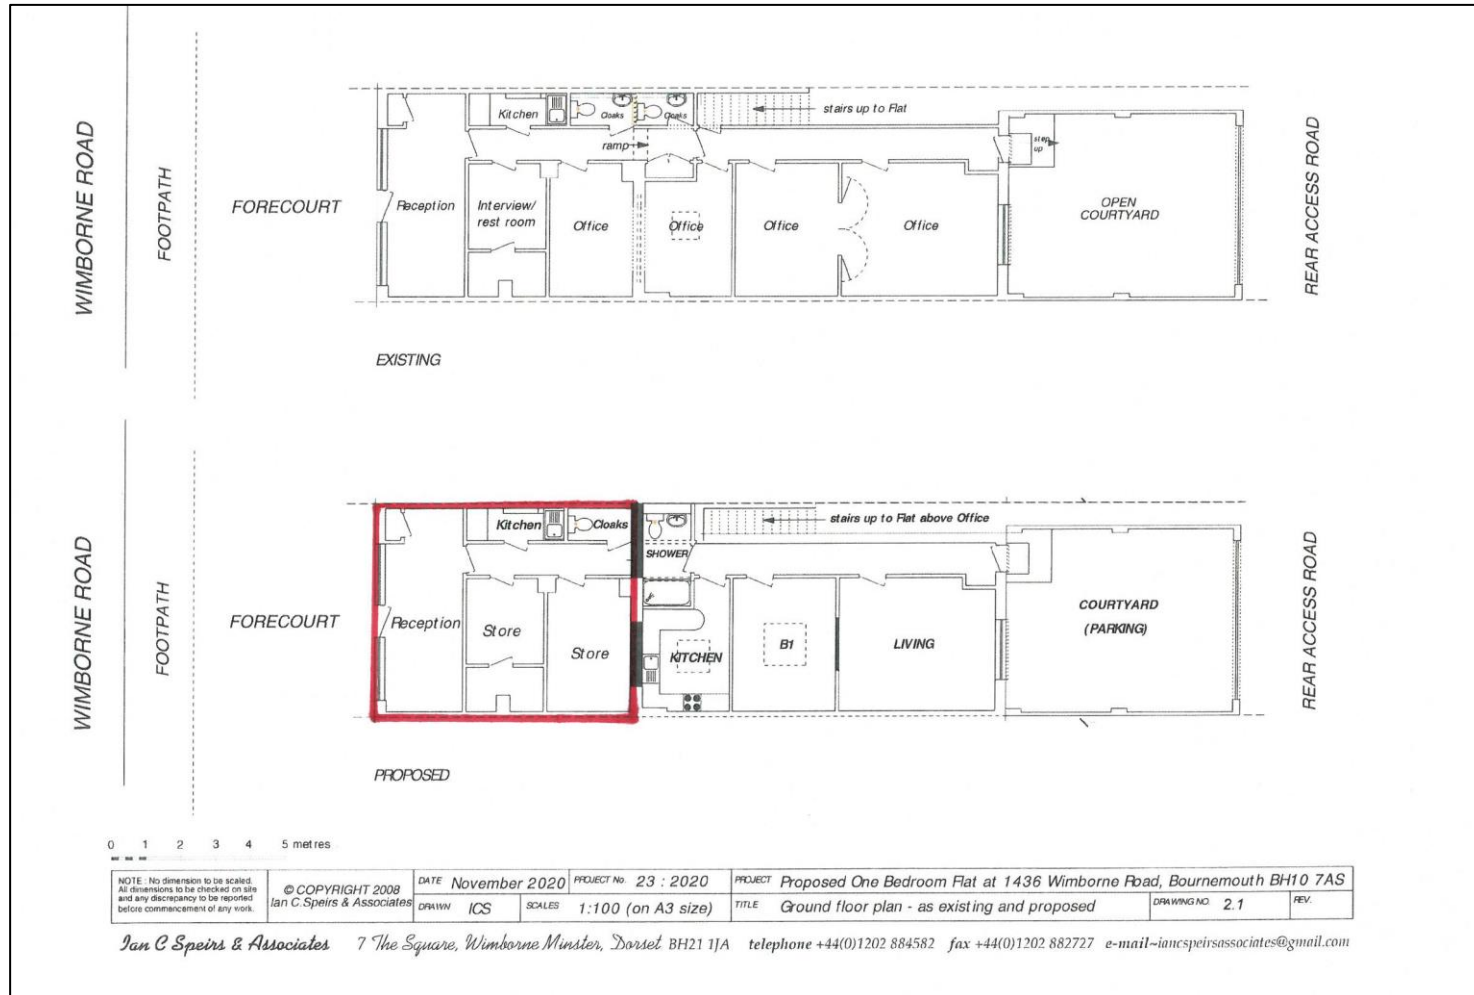 WIMBORNE ROAD
FOOTPATH
FORECOURT
Reception
Kitchen
Cloaks
Cloaks
stairs up to Flat
ramp
Interview/
rest room
Office
Office
Office
Office
step
up
OPEN
COURTYARD
REAR ACCESS ROAD
EXISTING
WIMBORNE ROAD
FOOTPATH
FORECOURT
Reception
Kitchen
Cloaks
Store
Store
SHOWER
stairs up to Flat above Office
KITCHEN
B1
LIVING
COURTYARD
(PARKING)
REAR ACCESS ROAD
PROPOSED
0 1 2 3 4 5 metres
NOTE : No dimension to be scaled.
All dimensions to be checked on site
and any discrepancy to be reported
before commencement of any work.
© COPYRIGHT 2008
Ian C.Speirs & Associates
DATE November 2020
PROJECT No. 23 : 2020
PROJECT Proposed One Bedroom Flat at 1436 Wimborne Road, Bournemouth BH10 7AS
DRAWN ICS
SCALES 1:100 (on A3 size)
TITLE Ground floor plan - as existing and proposed
DRAWING NO. 2.1
REV.
Ian C Speirs & Associates 7 The Square, Wimborne Minster, Dorset BH21 1JA telephone +44(0)1202 884582 fax +44(0)1202 882727 e-mail~iancspeirsassociates@gmail.com